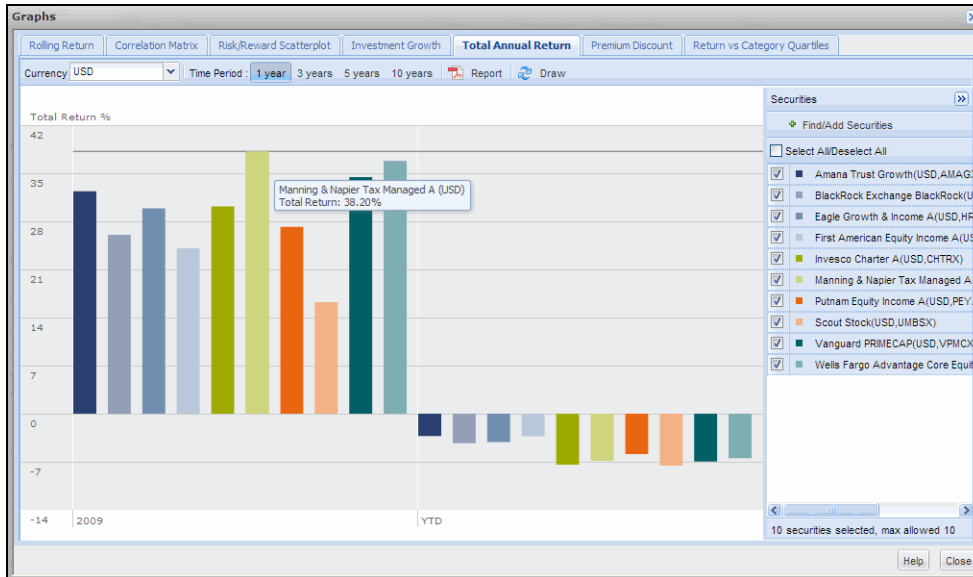 Graphs
Rolling Return Correlation Matrix Risk/Reward Scatterplot Investment Growth Total Annual Return Premium Discount Return vs Category Quartiles
Currency USD Time Period : 1 year 3 years 5 years 10 years Report Draw
Securities
Find/Add Securities
Select All/Deselect All
Amana Trust Growth(USD,AMAGX
BlackRock Exchange BlackRock(U
Eagle Growth & Income A(USD,HR
First American Equity Income A(US
Invesco Charter A(USD,CHTRX)
Manning & Napier Tax Managed A
Putnam Equity Income A(USD,PEY
Scout Stock(USD,UMBSX)
Vanguard PRIMECAP(USD,VPMCX
Wells Fargo Advantage Core Equit
10 securities selected, max allowed 10
Total Return %
42
35
28
21
14
7
0
-7
-14
Manning & Napier Tax Managed A (USD)
Total Return: 38.20%
2009 YTD
Help Close